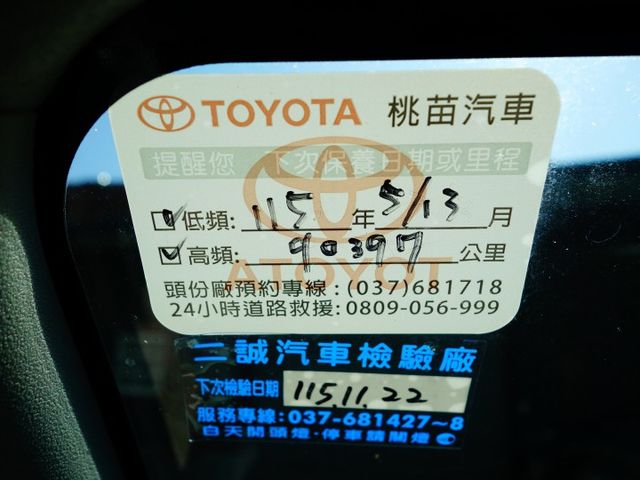 TOYOTA 桃苗汽車
提醒您 下次保養日期或里程
低頻: 115 年 5/13 月
高頻: 90397 公里
TOYOTA
頭份廠預約專線:(037)681718
24小時道路救援:0809-056-999
二誠汽車檢驗廠
下次檢驗日期 115.11.22
服務專線:037-681427~8
白天開頭燈·停車請關燈